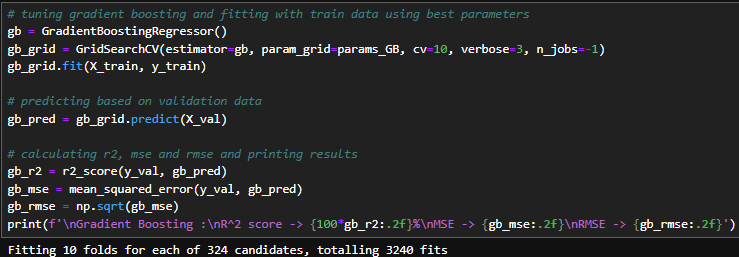 # tuning gradient boosting and fitting with train data using best parameters
gb = GradientBoostingRegressor()
gb_grid = GridSearchCV(estimator=gb, param_grid=params_GB, cv=10, verbose=3, n_jobs=-1)
gb_grid.fit(X_train, y_train)
# predicting based on validation data
gb_pred = gb_grid.predict(X_val)
# calculating r2, mse and rmse and printing results
gb_r2 = r2_score(y_val, gb_pred)
gb_mse = mean_squared_error(y_val, gb_pred)
gb_rmse = np.sqrt(gb_mse)
print(f'\nGradient Boosting :\nR^2 score -> {100*gb_r2:.2f}%\nMSE -> {gb_mse:.2f}\nRMSE -> {gb_rmse:.2f}')
Fitting 10 folds for each of 324 candidates, totalling 3240 fits